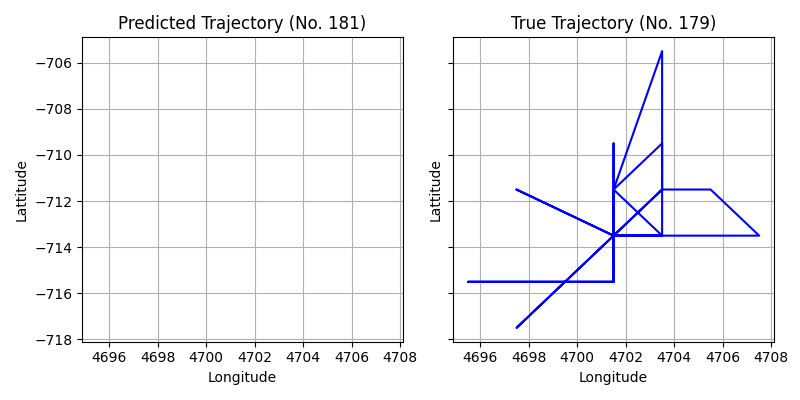 Predicted Trajectory (No. 181)
True Trajectory (No. 179)
−706
−708
−710
−712
−714
−716
−718
Lattitude
Lattitude
4696 4698 4700 4702 4704 4706 4708
4696 4698 4700 4702 4704 4706 4708
Longitude
Longitude